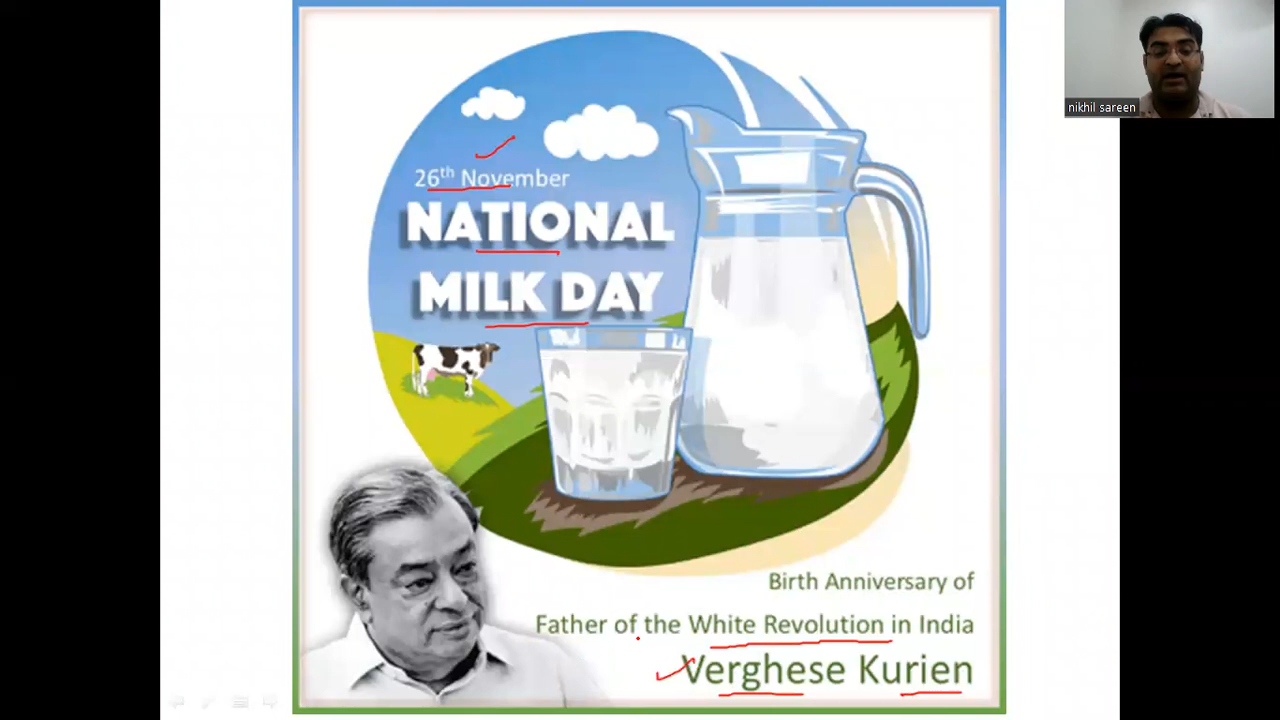 nikhil sareen
26th November
NATIONAL
MILK DAY
Birth Anniversary of
Father of the White Revolution in India
Verghese Kurien